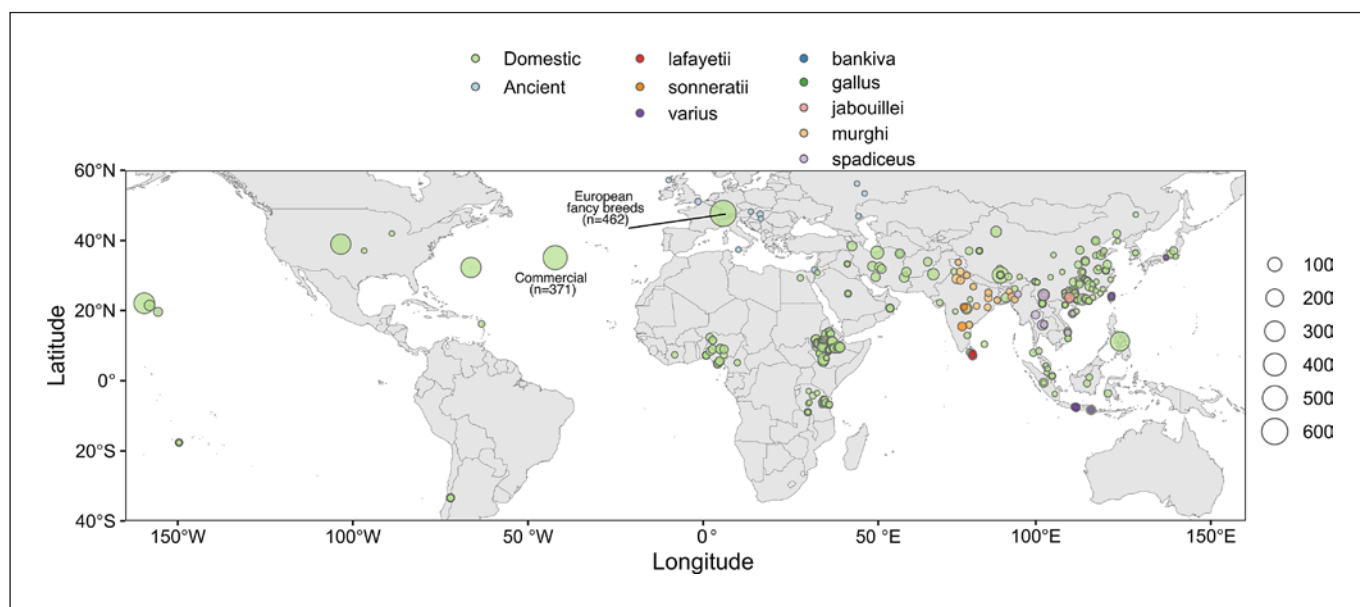 Domestic
Ancient
lafayetii
sonneratii
varius
bankiva
gallus
jabouillei
murghi
spadiceus
60°N
40°N
20°N
0°
20°S
40°S
Latitude
European
fancy breeds
(n=462)
Commercial
(n=371)
100
200
300
400
500
600
150°W
100°W
50°W
0°
50°E
100°E
150°E
Longitude